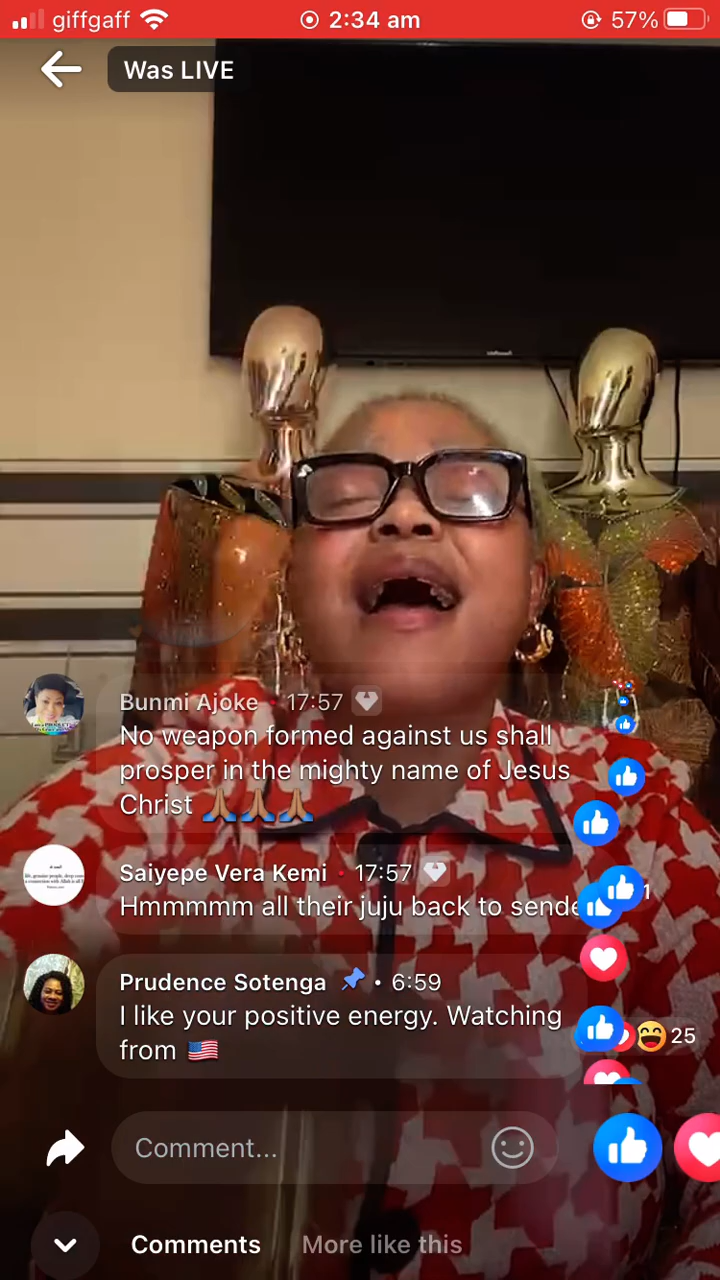 giffgaff
2:34 am
57%
Was LIVE
Bunmi Ajoke • 17:57
No weapon formed against us shall
prosper in the mighty name of Jesus
Christ 🙏🏾🙏🏾🙏🏾
Saiyepe Vera Kemi • 17:57
Hmmmmm all their juju back to sende
1
Prudence Sotenga 📌 • 6:59
I like your positive energy. Watching
from 🇺🇸
25
Comment...
Comments
More like this